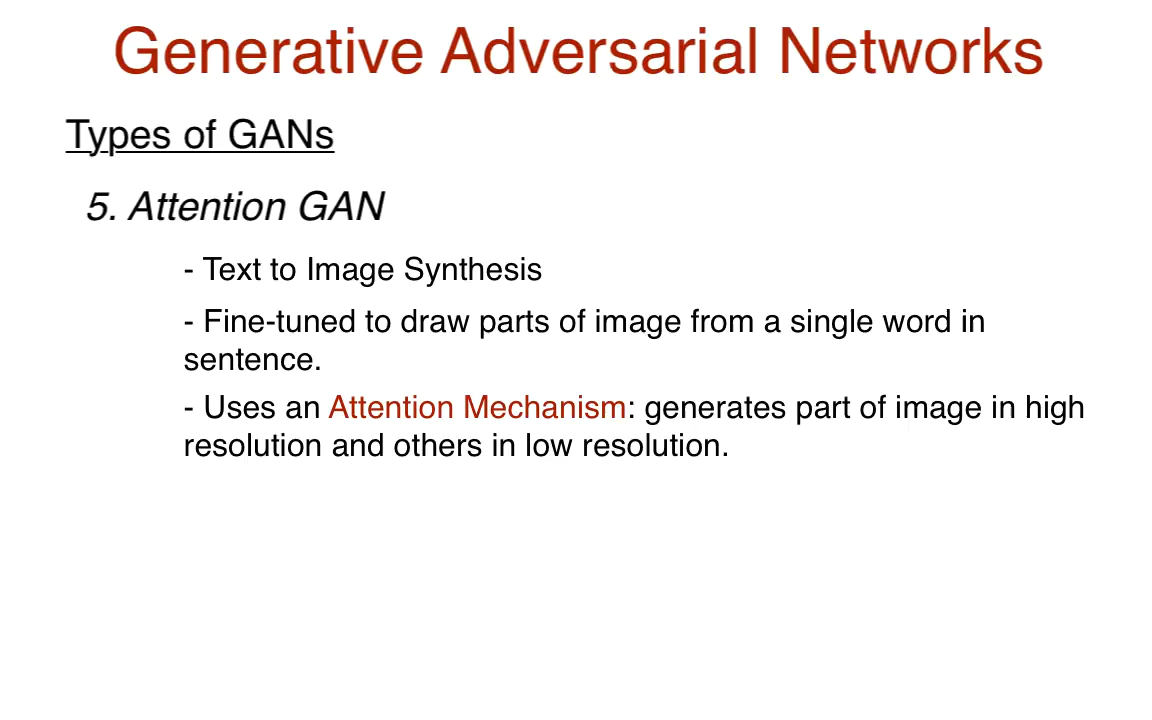 Generative Adversarial Networks
Types of GANs
5. Attention GAN
- Text to Image Synthesis
- Fine-tuned to draw parts of image from a single word in
sentence.
- Uses an Attention Mechanism: generates part of image in high
resolution and others in low resolution.